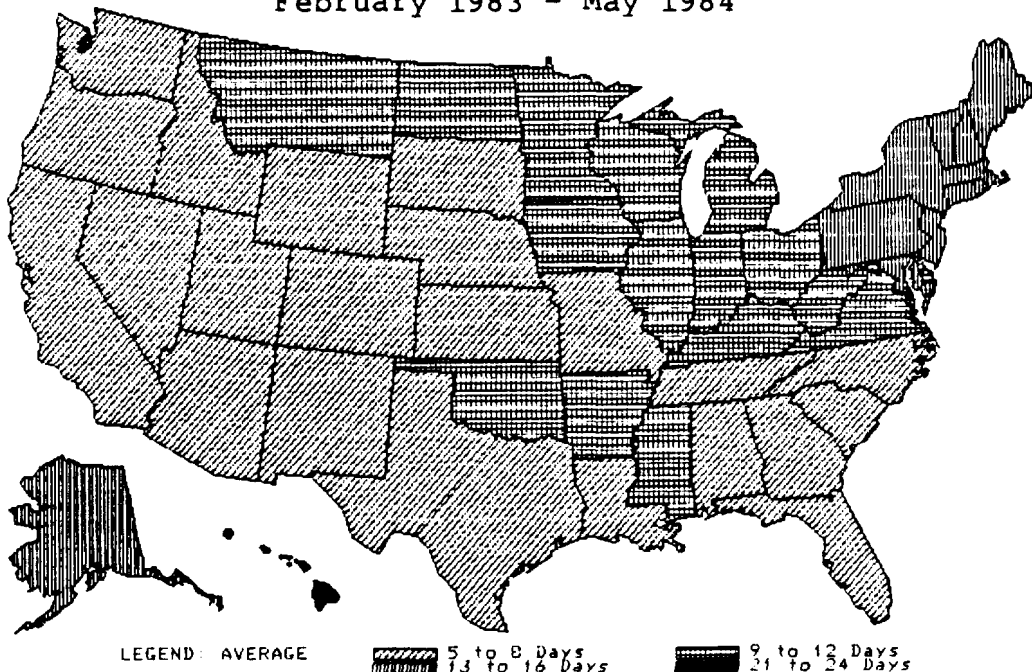 February 1983 - May 1984
LEGEND: AVERAGE 5 to 8 Days 9 to 12 Days
13 to 16 Days 21 to 24 Days